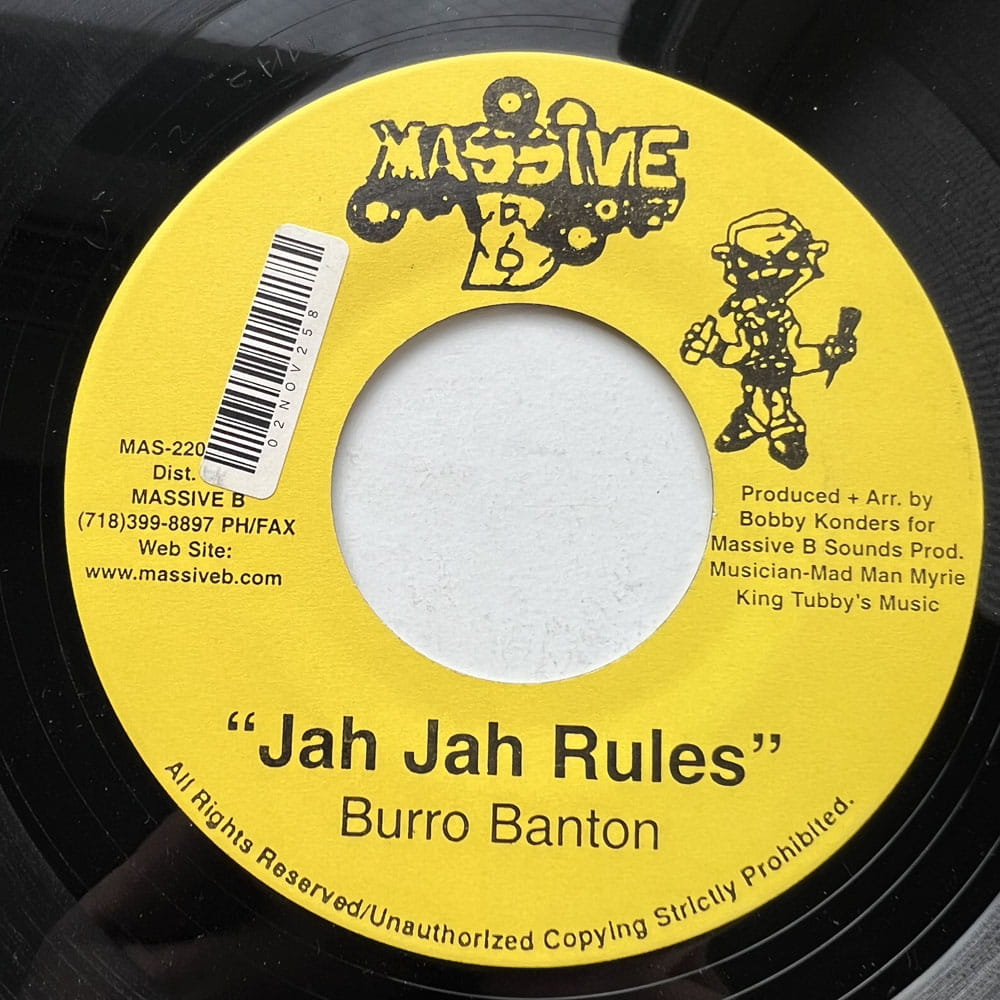 MASSIVE
B
02NOV258
MAS-220
Dist.
MASSIVE B
(718)399-8897 PH/FAX
Web Site:
www.massiveb.com
Produced + Arr. by
Bobby Konders for
Massive B Sounds Prod.
Musician-Mad Man Myrie
King Tubby's Music
“Jah Jah Rules”
Burro Banton
All Rights Reserved/Unauthorized Copying Strictly Prohibited.